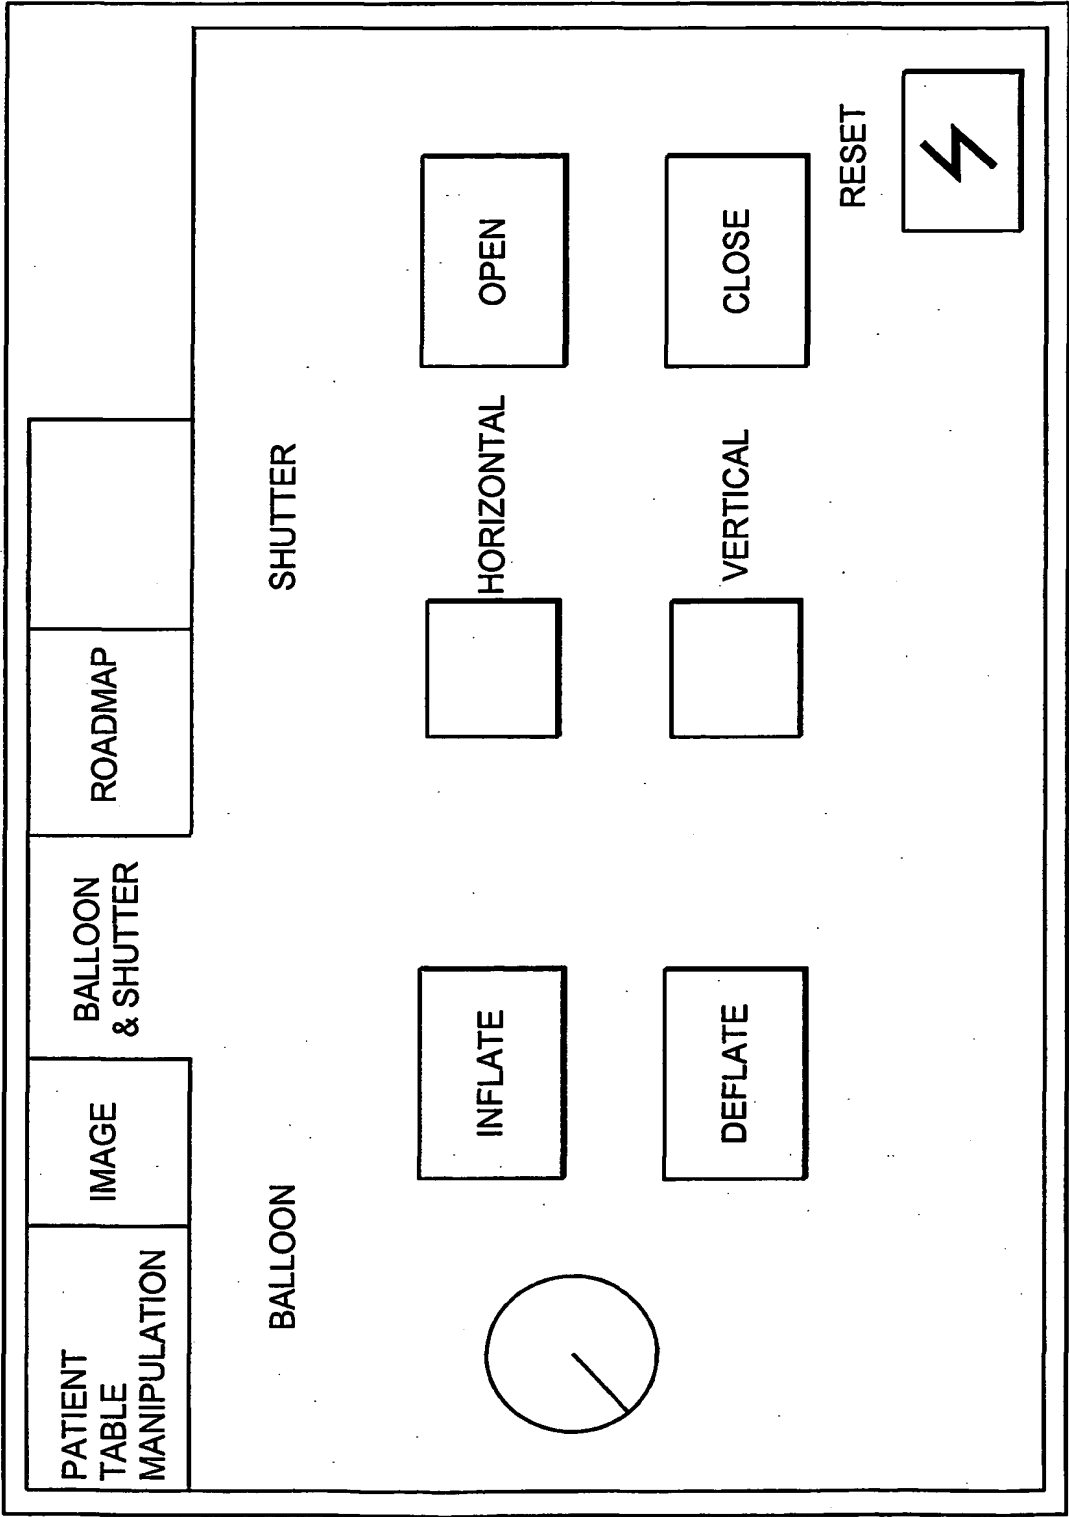 PATIENT
TABLE
MANIPULATION
IMAGE
BALLOON
& SHUTTER
ROADMAP
BALLOON
SHUTTER
INFLATE
HORIZONTAL
OPEN
DEFLATE
VERTICAL
CLOSE
RESET